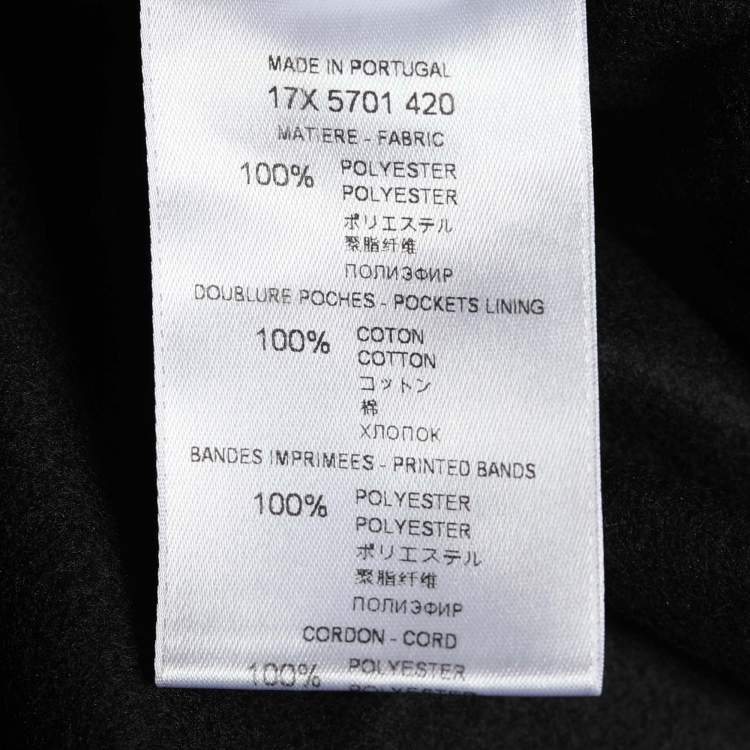 MADE IN PORTUGAL
17X 5701 420
MATIERE - FABRIC
100% POLYESTER
POLYESTER
ポリエステル
聚脂纤维
ПОЛИЭФИР
DOUBLURE POCHES - POCKETS LINING
100% COTON
COTTON
コットン
棉
ХЛОПОК
BANDES IMPRIMEES - PRINTED BANDS
100% POLYESTER
POLYESTER
ポリエステル
聚脂纤维
ПОЛИЭФИР
CORDON - CORD
100% POLYESTER
POLYESTER